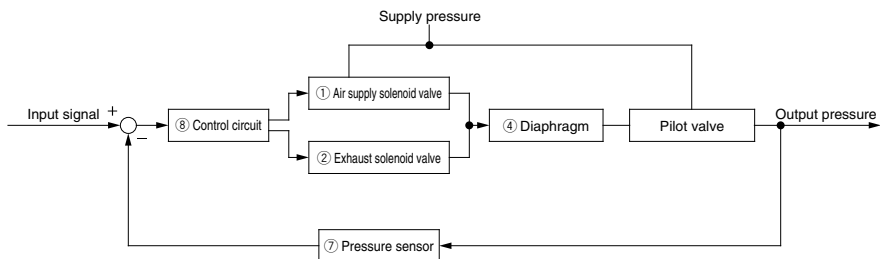 Supply pressure
① Air supply solenoid valve
Input signal
+
−
⑧ Control circuit
④ Diaphragm
Pilot valve
Output pressure
② Exhaust solenoid valve
⑦ Pressure sensor